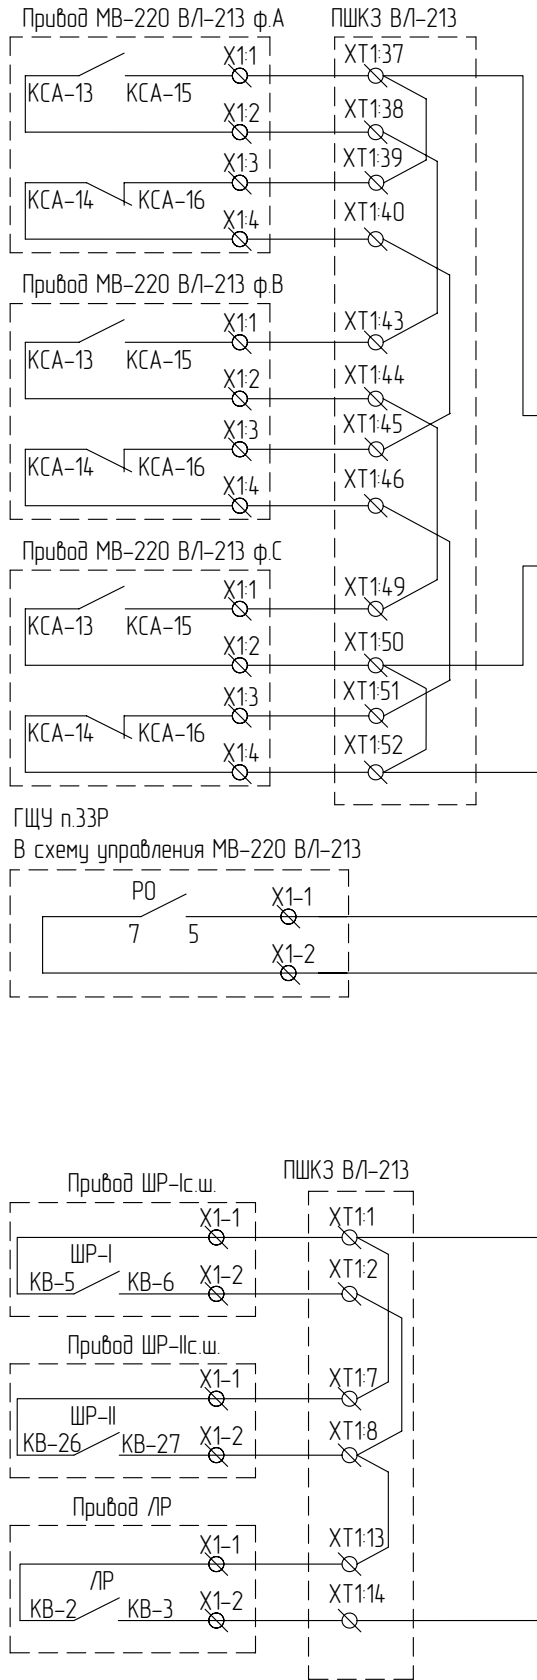 Привод МВ-220 ВЛ-213 ф.А ПШКЗ ВЛ-213
X1:1 XT1:37
КСА-13 КСА-15
X1:2 XT1:38
X1:3 XT1:39
КСА-14 КСА-16
X1:4 XT1:40
Привод МВ-220 ВЛ-213 ф.В
X1:1 XT1:43
КСА-13 КСА-15
X1:2 XT1:44
X1:3 XT1:45
КСА-14 КСА-16
X1:4 XT1:46
Привод МВ-220 ВЛ-213 ф.С
X1:1 XT1:49
КСА-13 КСА-15
X1:2 XT1:50
X1:3 XT1:51
КСА-14 КСА-16
X1:4 XT1:52
ГЩУ п.33Р
В схему управления МВ-220 ВЛ-213
РО X1-1
7 5
X1-2
Привод ШР-Iс.ш. ПШКЗ ВЛ-213
X1-1 XT1:1
ШР-I
КВ-5 КВ-6 X1-2 XT1:2
Привод ШР-IIс.ш.
X1-1 XT1:7
ШР-II
КВ-26 КВ-27 X1-2 XT1:8
Привод ЛР
X1-1 XT1:13
ЛР
КВ-2 КВ-3 X1-2 XT1:14